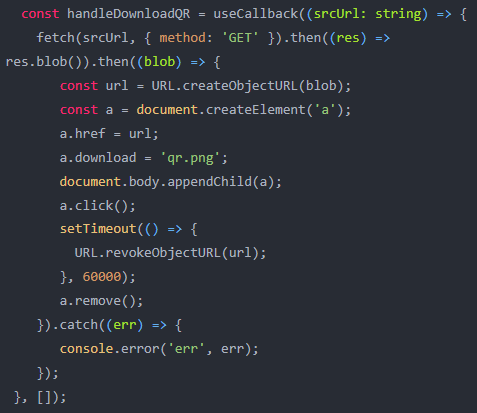 const handleDownloadQR = useCallback((srcUrl: string) => {
fetch(srcUrl, { method: 'GET' }).then((res) =>
res.blob()).then((blob) => {
const url = URL.createObjectURL(blob);
const a = document.createElement('a');
a.href = url;
a.download = 'qr.png';
document.body.appendChild(a);
a.click();
setTimeout(() => {
URL.revokeObjectURL(url);
}, 60000);
a.remove();
}).catch((err) => {
console.error('err', err);
});
}, []);